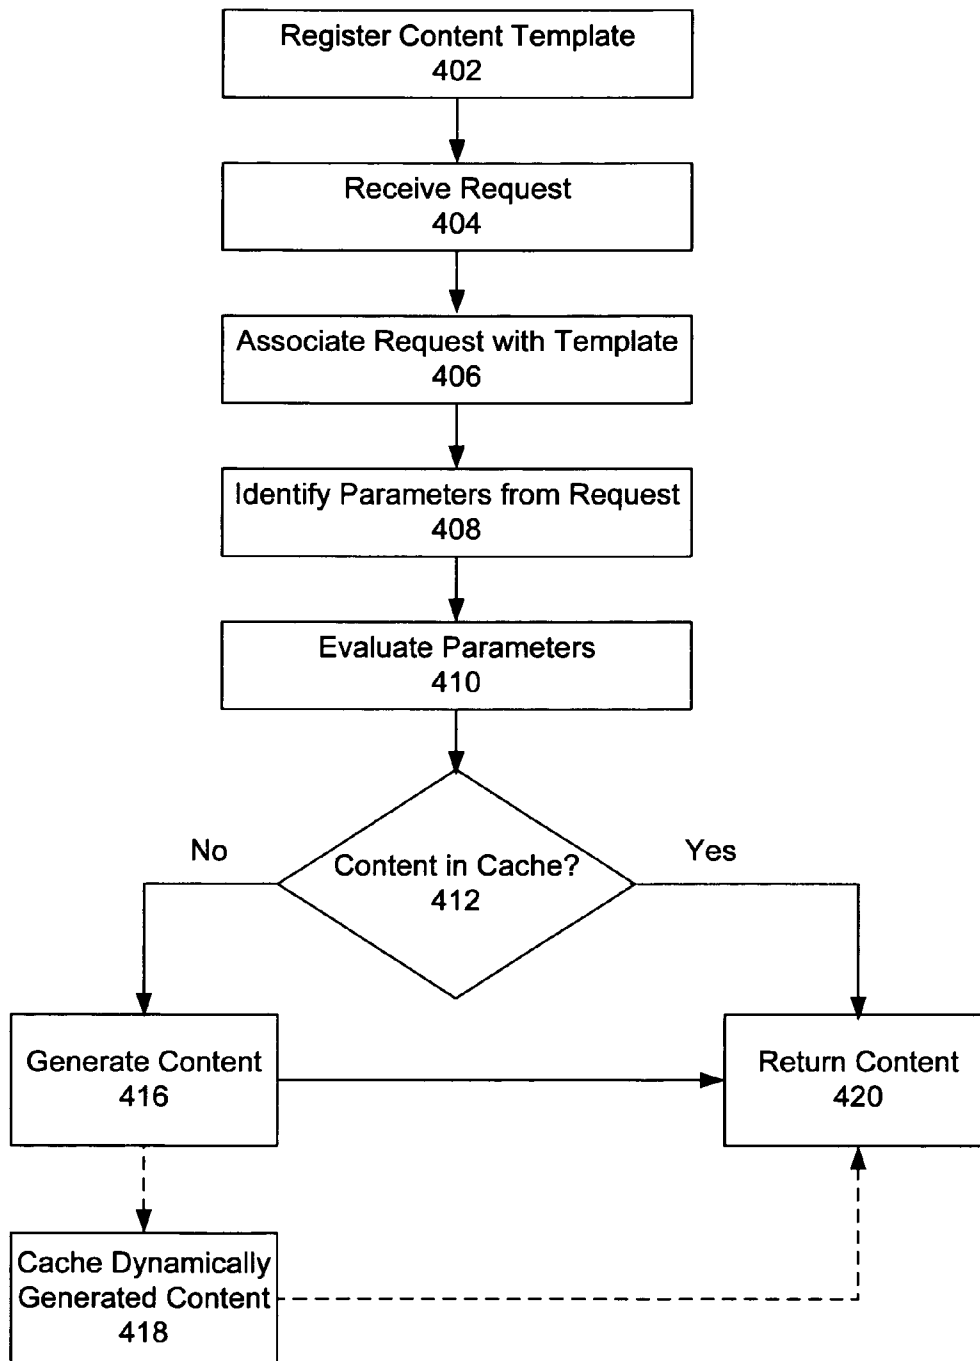 Register Content Template
402
Receive Request
404
Associate Request with Template
406
Identify Parameters from Request
408
Evaluate Parameters
410
No
Yes
Content in Cache?
412
Generate Content
416
Return Content
420
Cache Dynamically
Generated Content
418